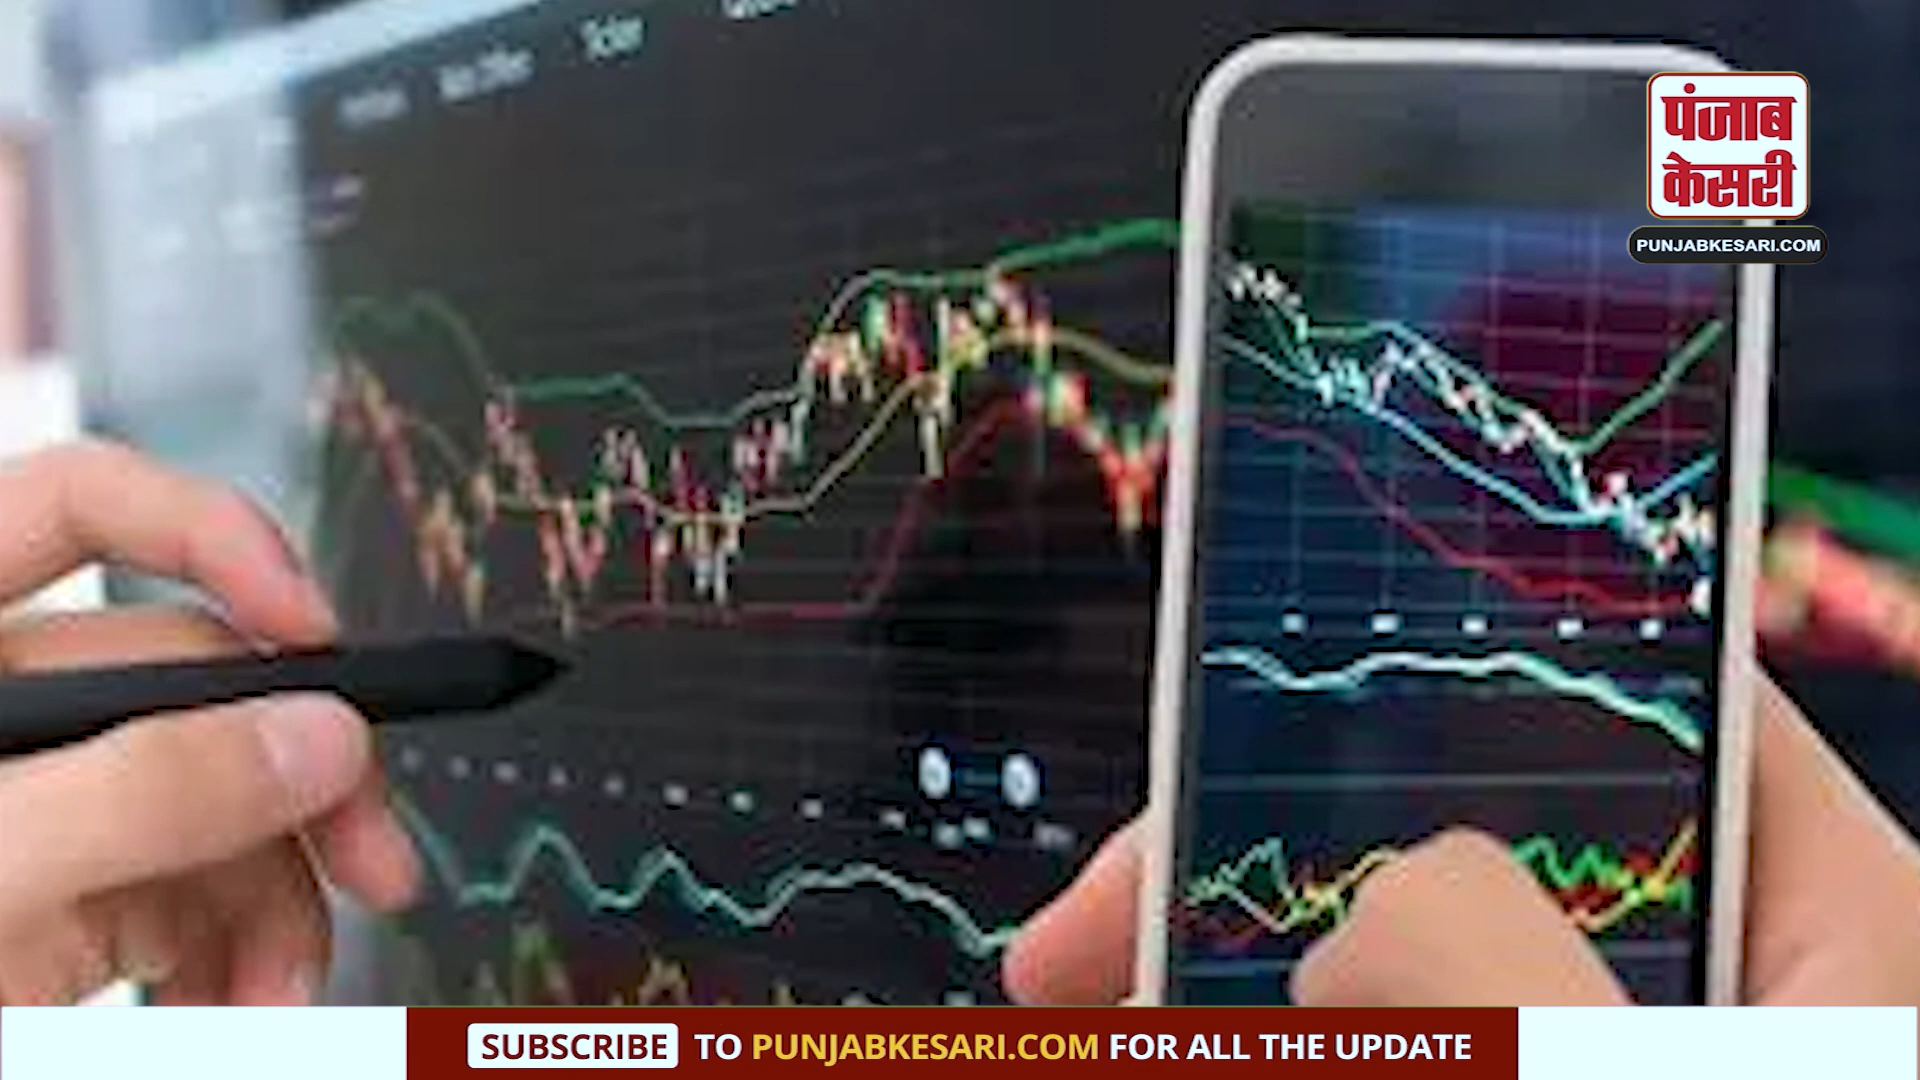 पंजाब
केसरी
PUNJABKESARI.COM
SUBSCRIBE TO PUNJABKESARI.COM FOR ALL THE UPDATE